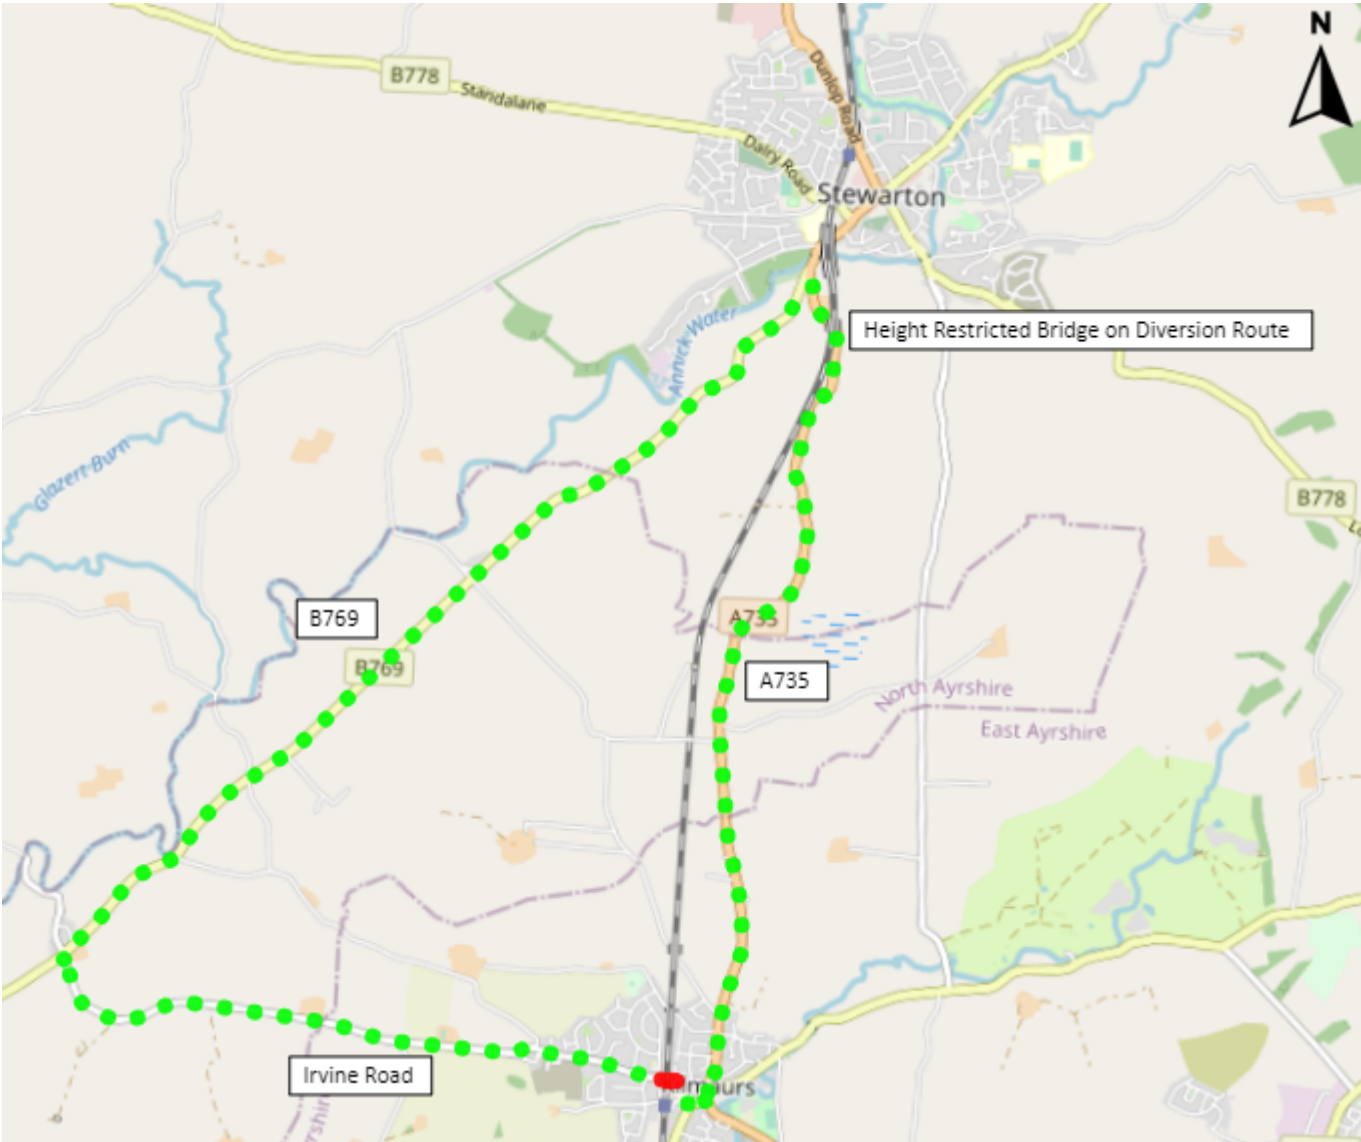 N
B778
Standalane
Dunlop Road
Dalry Road
Stewarton
Annick Water
Height Restricted Bridge on Diversion Route
Glazert Burn
B778
B769
B769
A735
A735
North Ayrshire
East Ayrshire
Irvine Road
Kilmaurs